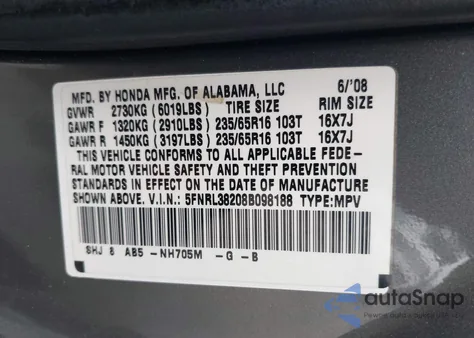 MFD. BY HONDA MFG. OF ALABAMA, LLC 6/'08
GVWR 2730KG (6019LBS) TIRE SIZE RIM SIZE
GAWR F 1320KG (2910LBS) 235/65R16 103T 16X7J
GAWR R 1450KG (3197LBS) 235/65R16 103T 16X7J
THIS VEHICLE CONFORMS TO ALL APPLICABLE FEDE-
RAL MOTOR VEHICLE SAFETY AND THEFT PREVENTION
STANDARDS IN EFFECT ON THE DATE OF MANUFACTURE
SHOWN ABOVE. V.I.N.: 5FNRL38208B098188 TYPE:MPV
SHJ 8 AB5 -NH705M -G -B
autoSnap